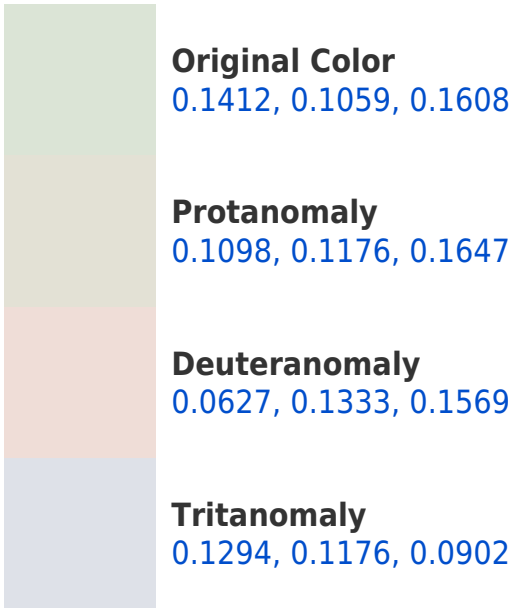 Original Color
0.1412, 0.1059, 0.1608
Protanomaly
0.1098, 0.1176, 0.1647
Deuteranomaly
0.0627, 0.1333, 0.1569
Tritanomaly
0.1294, 0.1176, 0.0902